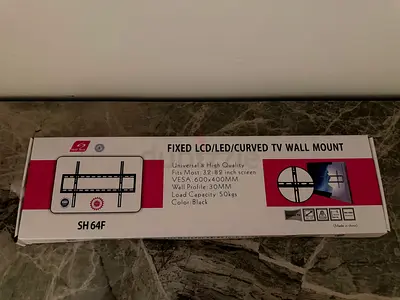 FIXED LCD/LED/CURVED TV WALL MOUNT
Universal & High Quality
Fits Most: 32-82 inch screen
VESA: 600x400MM
Wall Profile: 30MM
Load Capacity: 50kgs
Color: Black
SH 64F